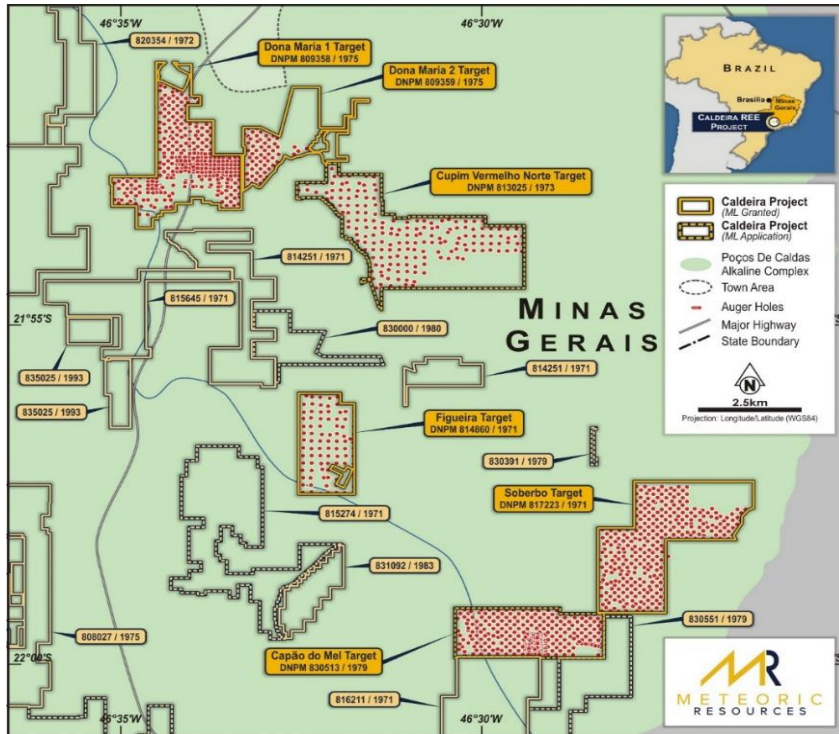 46°35'W
46°30'W
820354 / 1972
Dona Maria 1 Target
DNPM 809358 / 1975
Dona Maria 2 Target
DNPM 809359 / 1975
Cupim Vermelho Norte Target
DNPM 813025 / 1973
814251 / 1971
815645 / 1971
21°55'S
MINAS
GERAIS
830000 / 1980
835025 / 1993
814251 / 1971
835025 / 1993
Figueira Target
DNPM 814860 / 1971
830391 / 1979
Soberbo Target
DNPM 817223 / 1971
815274 / 1971
831092 / 1983
830551 / 1979
808027 / 1975
Capão do Mel Target
DNPM 830513 / 1979
22°00'S
816211 / 1971
46°35'W
46°30'W
BRAZIL
Brasília
Minas
Gerais
CALDEIRA REE
PROJECT
Caldeira Project
(ML Granted)
Caldeira Project
(ML Application)
Poços De Caldas
Alkaline Complex
Town Area
Auger Holes
Major Highway
State Boundary
N
2.5km
Projection: Longitude/Latitude (WGS84)
MR
METEORIC
RESOURCES